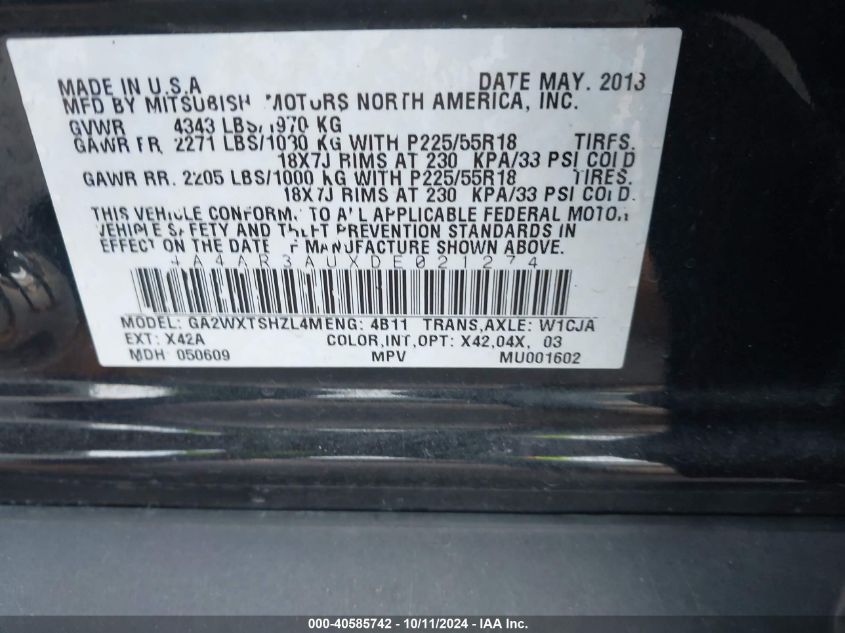 MADE IN U.S.A DATE MAY. 2013
MFD BY MITSUBISHI MOTORS NORTH AMERICA, INC.
GVWR 4343 LBS/1970 KG
GAWR FR. 2271 LBS/1030 KG WITH P225/55R18 TIRES.
18X7J RIMS AT 230 KPA/33 PSI COLD
GAWR RR. 2205 LBS/1000 KG WITH P225/55R18 TIRES.
18X7J RIMS AT 230 KPA/33 PSI COLD.
THIS VEHICLE CONFORMS TO ALL APPLICABLE FEDERAL MOTOR
VEHICLE SAFETY AND THEFT PREVENTION STANDARDS IN
EFFECT ON THE DATE OF MANUFACTURE SHOWN ABOVE.
4A4AR3AUXDE021274
MODEL: GA2WXTSHZL4M ENG: 4B11 TRANS,AXLE: W1CJA
EXT: X42A COLOR,INT,OPT: X42,04X, 03
MDH: 050609 MPV MU001602
000-40585742 - 10/11/2024 - IAA Inc.